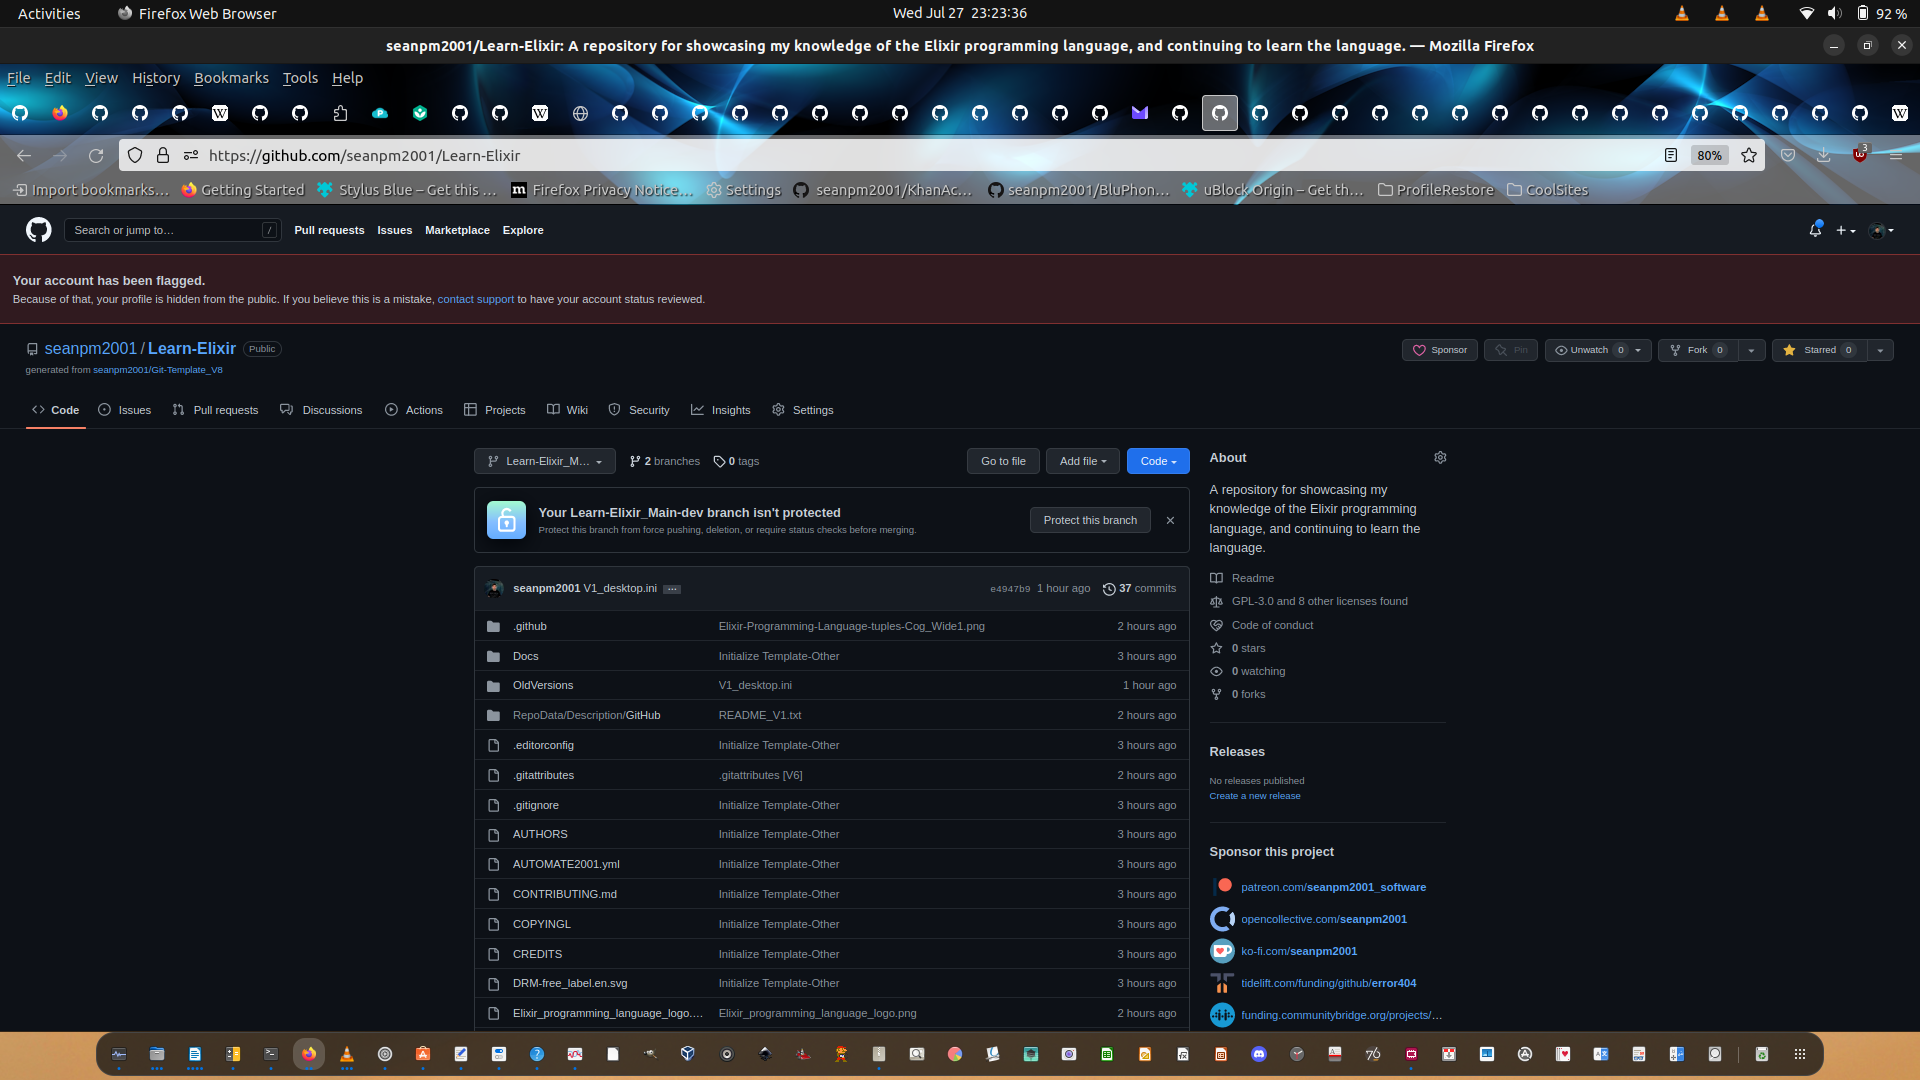 Activities
Firefox Web Browser
Wed Jul 27 23:23:36
92 %
seanpm2001/Learn-Elixir: A repository for showcasing my knowledge of the Elixir programming language, and continuing to learn the language. — Mozilla Firefox
File Edit View History Bookmarks Tools Help
https://github.com/seanpm2001/Learn-Elixir
80%
3
Import bookmarks… Getting Started Stylus Blue – Get this … Firefox Privacy Notice… Settings seanpm2001/KhanAc… seanpm2001/BluPhon… uBlock Origin – Get th… ProfileRestore CoolSites
Search or jump to… /
Pull requests Issues Marketplace Explore
Your account has been flagged.
Because of that, your profile is hidden from the public. If you believe this is a mistake, contact support to have your account status reviewed.
seanpm2001 / Learn-Elixir Public
Sponsor Pin Unwatch 0 Fork 0 Starred 0
generated from seanpm2001/Git-Template_V8
Code Issues Pull requests Discussions Actions Projects Wiki Security Insights Settings
Learn-Elixir_M… 2 branches 0 tags
Go to file Add file Code
Your Learn-Elixir_Main-dev branch isn't protected
Protect this branch from force pushing, deletion, or require status checks before merging.
Protect this branch
seanpm2001 V1_desktop.ini … e4947b9 1 hour ago 37 commits
.github Elixir-Programming-Language-tuples-Cog_Wide1.png 2 hours ago
Docs Initialize Template-Other 3 hours ago
OldVersions V1_desktop.ini 1 hour ago
RepoData/Description/GitHub README_V1.txt 2 hours ago
.editorconfig Initialize Template-Other 3 hours ago
.gitattributes .gitattributes [V6] 2 hours ago
.gitignore Initialize Template-Other 3 hours ago
AUTHORS Initialize Template-Other 3 hours ago
AUTOMATE2001.yml Initialize Template-Other 3 hours ago
CONTRIBUTING.md Initialize Template-Other 3 hours ago
COPYINGL Initialize Template-Other 3 hours ago
CREDITS Initialize Template-Other 3 hours ago
DRM-free_label.en.svg Initialize Template-Other 3 hours ago
Elixir_programming_language_logo.… Elixir_programming_language_logo.png 2 hours ago
About
A repository for showcasing my
knowledge of the Elixir programming
language, and continuing to learn the
language.
Readme
GPL-3.0 and 8 other licenses found
Code of conduct
0 stars
0 watching
0 forks
Releases
No releases published
Create a new release
Sponsor this project
patreon.com/seanpm2001_software
opencollective.com/seanpm2001
ko-fi.com/seanpm2001
tidelift.com/funding/github/error404
funding.communitybridge.org/projects/…